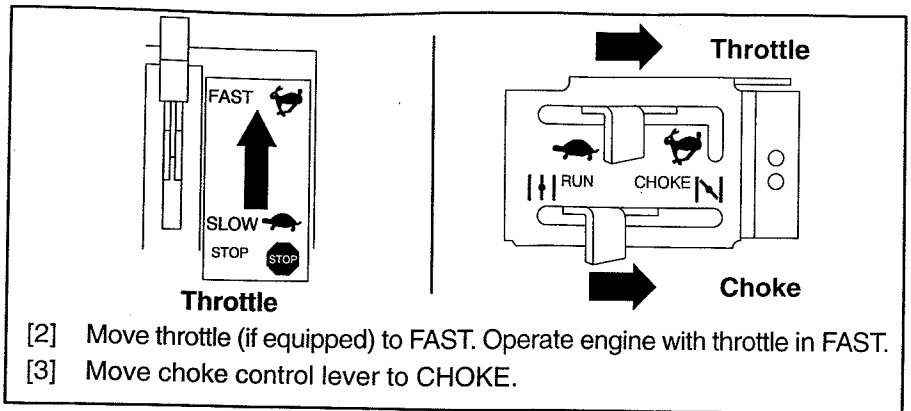 FAST
SLOW
STOP STOP
Throttle
Throttle
RUN CHOKE
Choke
[2] Move throttle (if equipped) to FAST. Operate engine with throttle in FAST.
[3] Move choke control lever to CHOKE.